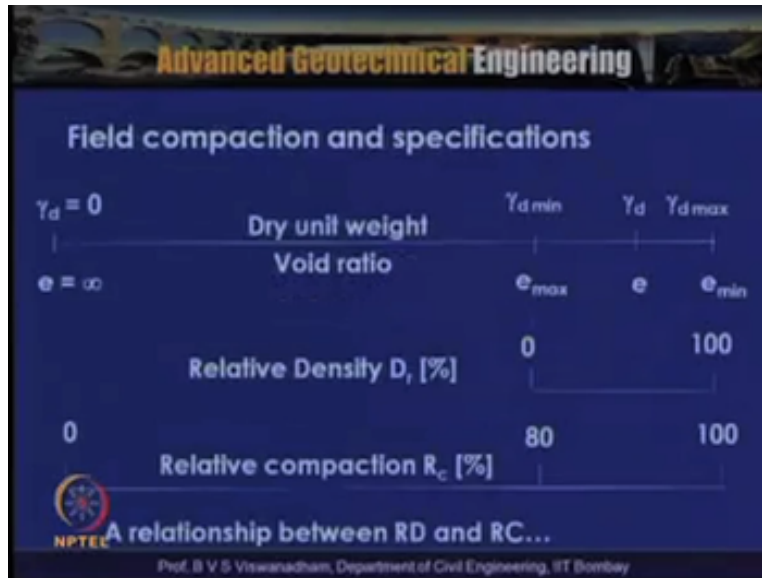 Advanced Geotechnical Engineering
Field compaction and specifications
γd = 0 γd min γd γd max
Dry unit weight
Void ratio
e = ∞ emax e emin
0 100
Relative Density Dr [%]
0 80 100
Relative compaction Rc [%]
NPTEL A relationship between RD and RC...
Prof. B V S Viswanadham, Department of Civil Engineering, IIT Bombay